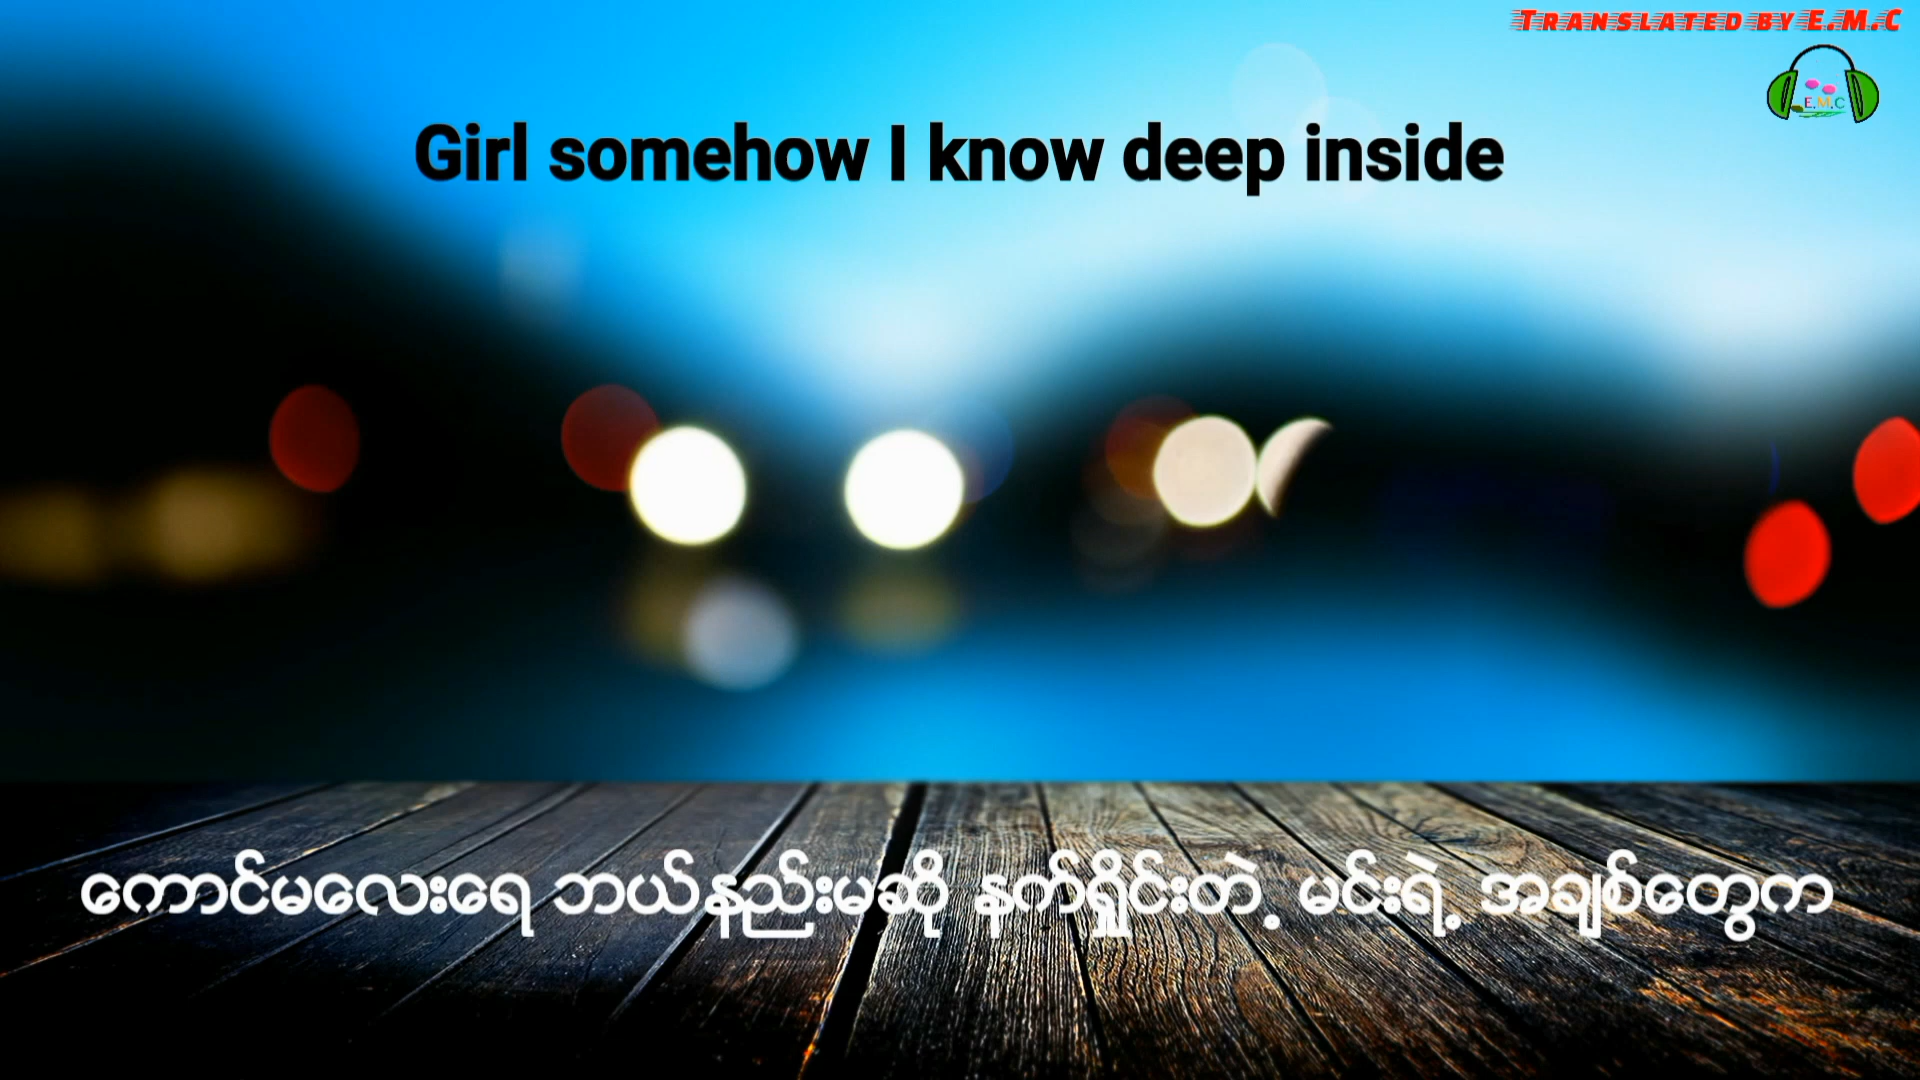 Translated by E.M.C
E.M.C
Girl somehow I know deep inside
ကောင်မလေးရေ ဘယ်နည်းမဆို နက်ရှိုင်းတဲ့ မင်းရဲ့ အချစ်တွေက